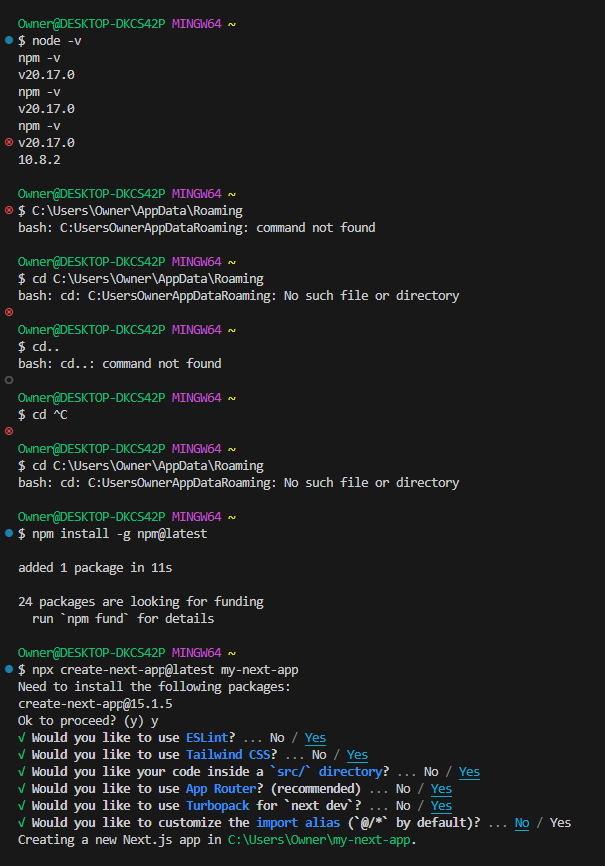 Owner@DESKTOP-DKCS42P MINGW64 ~
$ node -v
npm -v
v20.17.0
npm -v
v20.17.0
npm -v
v20.17.0
10.8.2
Owner@DESKTOP-DKCS42P MINGW64 ~
$ C:\Users\Owner\AppData\Roaming
bash: C:UsersOwnerAppDataRoaming: command not found
Owner@DESKTOP-DKCS42P MINGW64 ~
$ cd C:\Users\Owner\AppData\Roaming
bash: cd: C:UsersOwnerAppDataRoaming: No such file or directory
Owner@DESKTOP-DKCS42P MINGW64 ~
$ cd..
bash: cd..: command not found
Owner@DESKTOP-DKCS42P MINGW64 ~
$ cd ^C
Owner@DESKTOP-DKCS42P MINGW64 ~
$ cd C:\Users\Owner\AppData\Roaming
bash: cd: C:UsersOwnerAppDataRoaming: No such file or directory
Owner@DESKTOP-DKCS42P MINGW64 ~
$ npm install -g npm@latest
added 1 package in 11s
24 packages are looking for funding
  run `npm fund` for details
Owner@DESKTOP-DKCS42P MINGW64 ~
$ npx create-next-app@latest my-next-app
Need to install the following packages:
create-next-app@15.1.5
Ok to proceed? (y) y
√ Would you like to use ESLint? ... No / Yes
√ Would you like to use Tailwind CSS? ... No / Yes
√ Would you like your code inside a `src/` directory? ... No / Yes
√ Would you like to use App Router? (recommended) ... No / Yes
√ Would you like to use Turbopack for `next dev`? ... No / Yes
√ Would you like to customize the import alias (`@/*` by default)? ... No / Yes
Creating a new Next.js app in C:\Users\Owner\my-next-app.